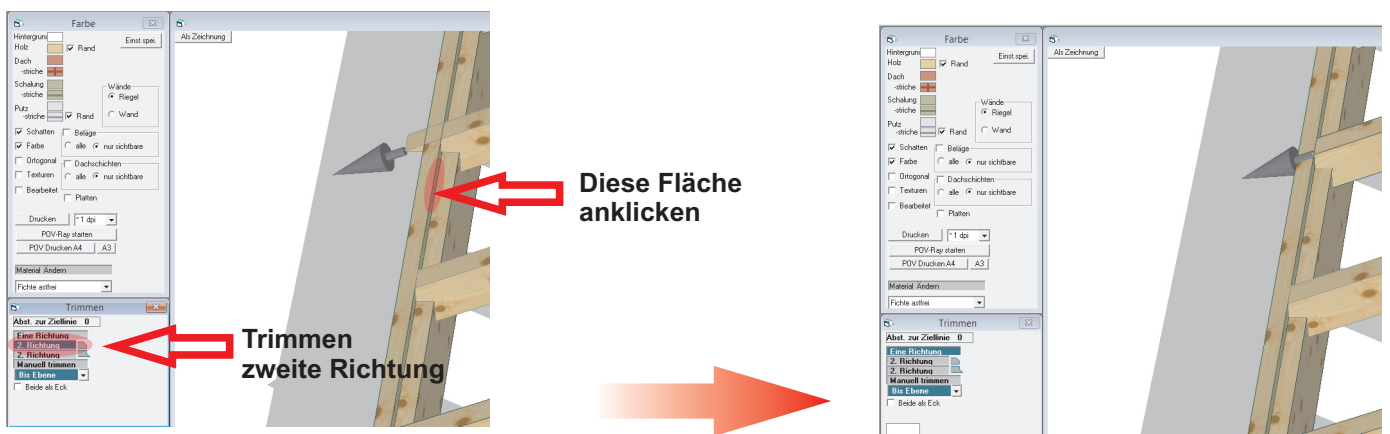 Farbe
Als Zeichnung
Hintergrund
Einst.spei.
Holz
Rand
Dach
-striche
Schalung
-striche
Wände
Riegel
Putz
-striche
Rand
Wand
Schatten
Beläge
Farbe
alle
nur sichtbare
Ortogonal
Dachschichten
Texturen
alle
nur sichtbare
Bearbeitet
Platten
Drucken
*1 dpi
POV-Ray starten
POV Drucken A4
A3
Material Ändern
Fichte astfrei
Trimmen
Abst. zur Ziellinie 0
Eine Richtung
2. Richtung
2. Richtung
Manuell trimmen
Bis Ebene
Beide als Eck
Diese Fläche
anklicken
Trimmen
zweite Richtung
Farbe
Als Zeichnung
Hintergrund
Einst.spei.
Holz
Rand
Dach
-striche
Schalung
-striche
Wände
Riegel
Putz
-striche
Rand
Wand
Schatten
Beläge
Farbe
alle
nur sichtbare
Ortogonal
Dachschichten
Texturen
alle
nur sichtbare
Bearbeitet
Platten
Drucken
*1 dpi
POV-Ray starten
POV Drucken A4
A3
Material Ändern
Fichte astfrei
Trimmen
Abst. zur Ziellinie 0
Eine Richtung
2. Richtung
2. Richtung
Manuell trimmen
Bis Ebene
Beide als Eck